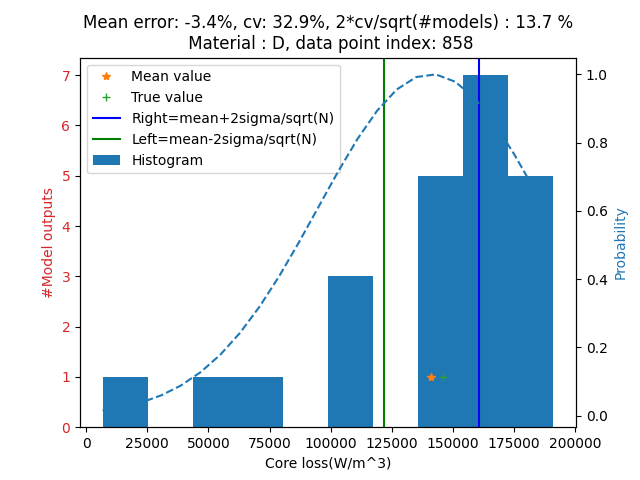 Mean error: -3.4%, cv: 32.9%, 2*cv/sqrt(#models) : 13.7 %
Material : D, data point index: 858
Mean value
True value
Right=mean+2sigma/sqrt(N)
Left=mean-2sigma/sqrt(N)
Histogram
7
6
5
4
3
2
1
0
#Model outputs
1.0
0.8
0.6
0.4
0.2
0.0
Probability
0
25000
50000
75000
100000
125000
150000
175000
200000
Core loss(W/m^3)